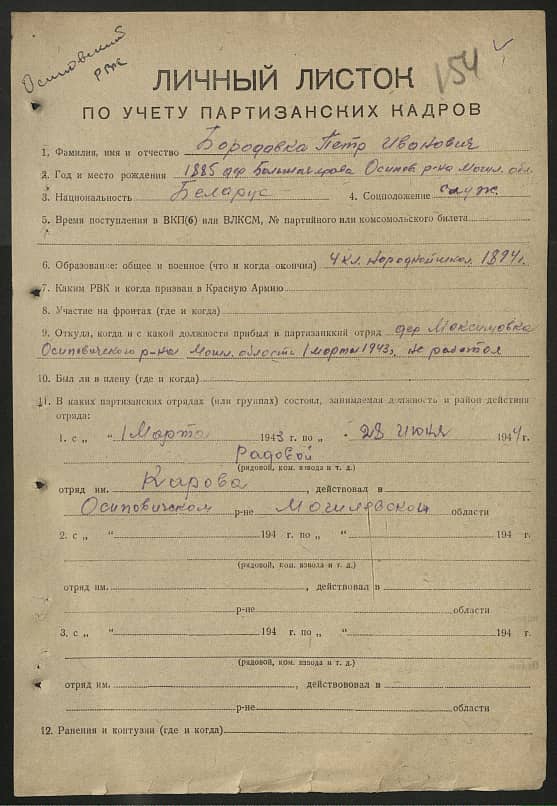 Осиповский
РВК
154
ЛИЧНЫЙ ЛИСТОК
ПО УЧЕТУ ПАРТИЗАНСКИХ КАДРОВ
1. Фамилия, имя и отчество Бородовка Петр Иванович
2. Год и место рождения 1885 дер Осипов р-на Могил. обл
3. Национальность Беларус 4. Соцположение служ
5. Время поступления в ВКП(б) или ВЛКСМ, № партийного или комсомольского билета
6. Образование: общее и военное (что и когда окончил) 4 кл. народной школ. 1894 г.
7. Каким РВК и когда призван в Красную Армию
8. Участие на фронтах (где и когда)
9. Откуда, когда и с какой должности прибыл в партизанский отряд дер Максимовка
Осиповичского р-на Могил. области 1 марта 1943 г, не работал
10. Был ли в плену (где и когда)
11. В каких партизанских отрядах (или группах) состоял, занимаемая должность и район действия
отряда:
1. с „ “ 1 Марта 1943 г. по „ 28 июня 1944 г.
Радовой
(рядовой, ком. взвода и т. д.)
отряд им. Кирова, действовал в
Осиповичском р-не Могилевской области
2. с „ “ 194 г. по „ “ 194 г.
(рядовой, ком. взвода и т. д.)
отряд им. , действовал в
р-не области
3. с „ “ 194 г. по „ “ 194 г.
(рядовой, ком. взвода и т. д.)
отряд им. , действововал в
р-не области
12. Ранения и контузии (где и когда)